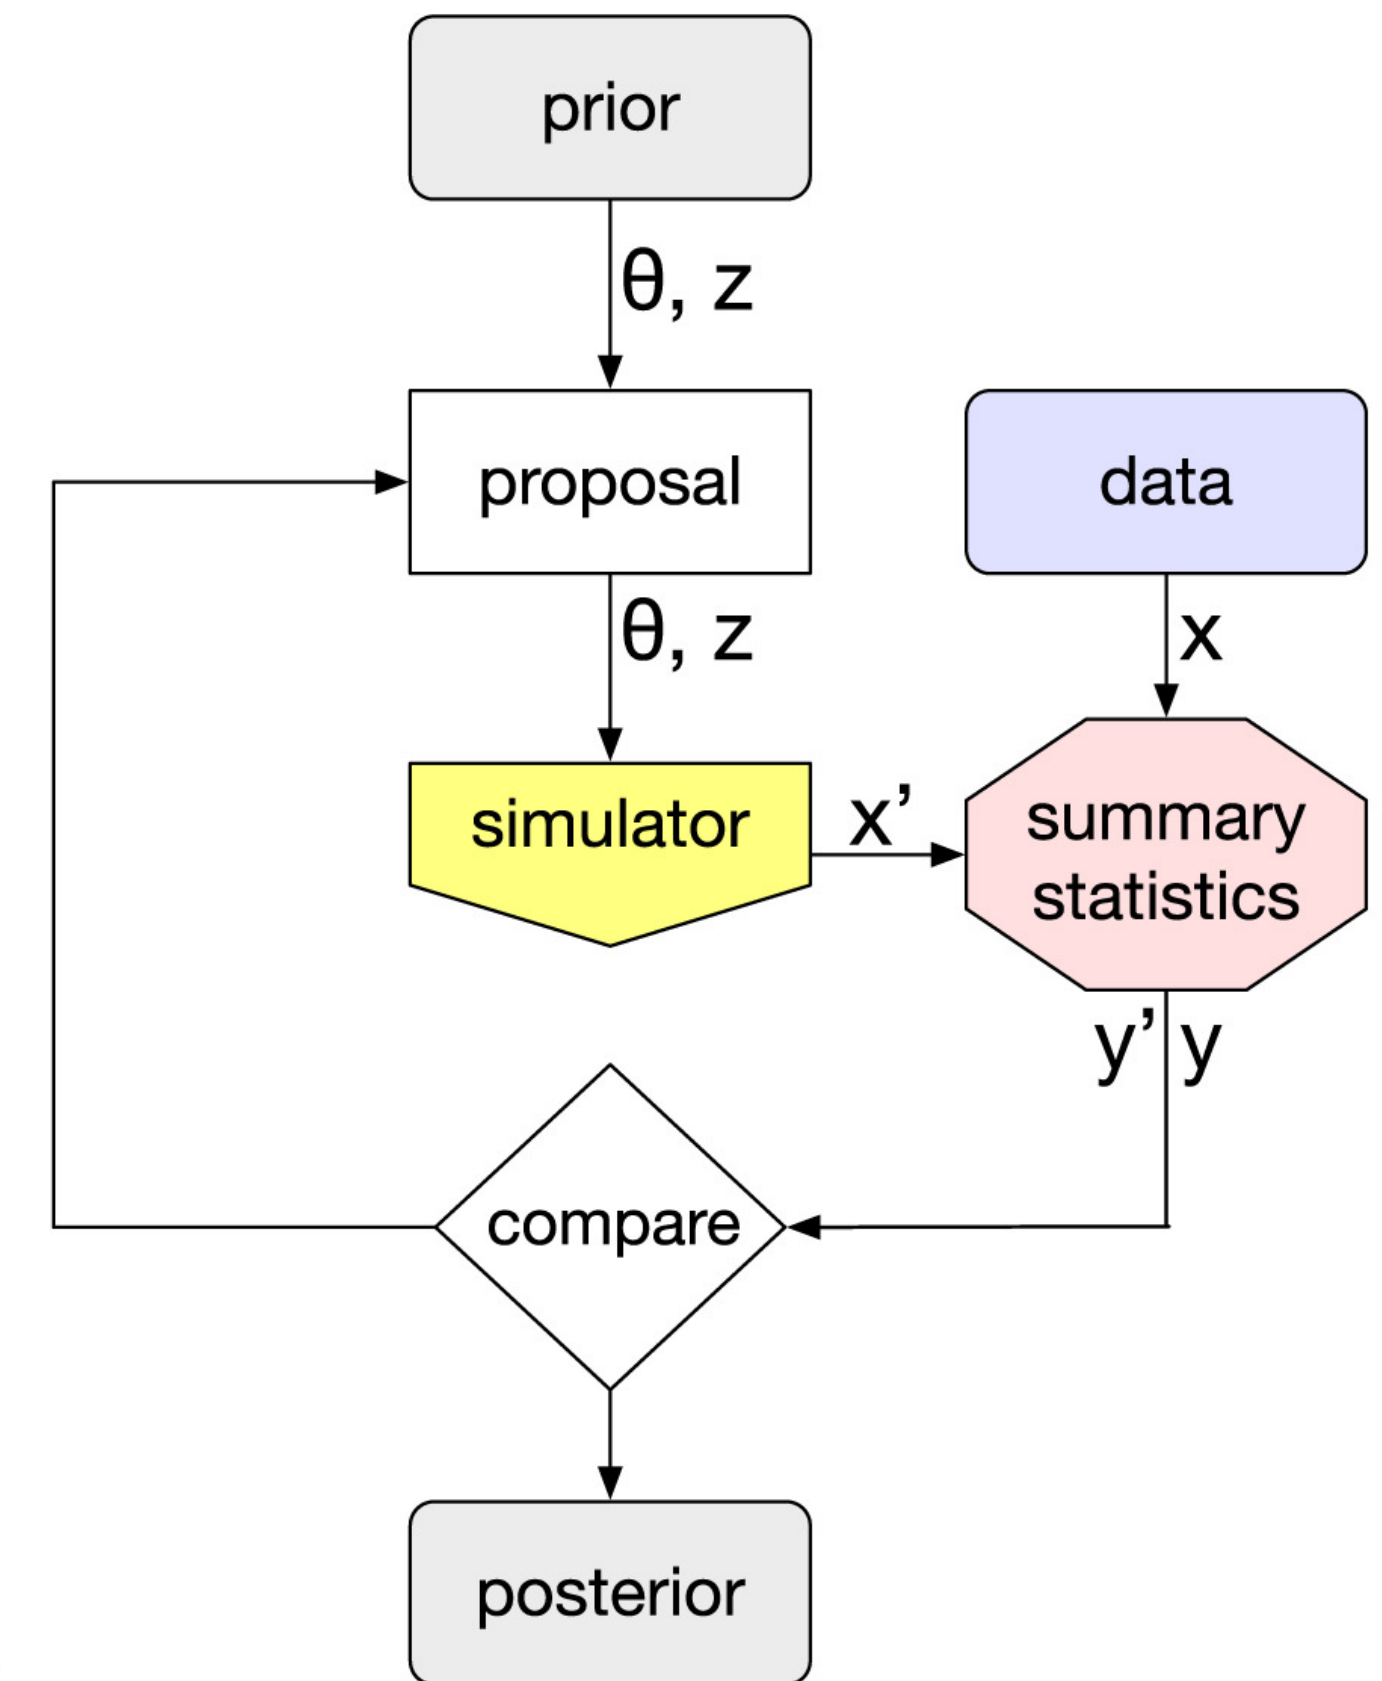 prior
θ, z
proposal
data
θ, z
x
simulator
x’
summary
statistics
y’ y
compare
posterior